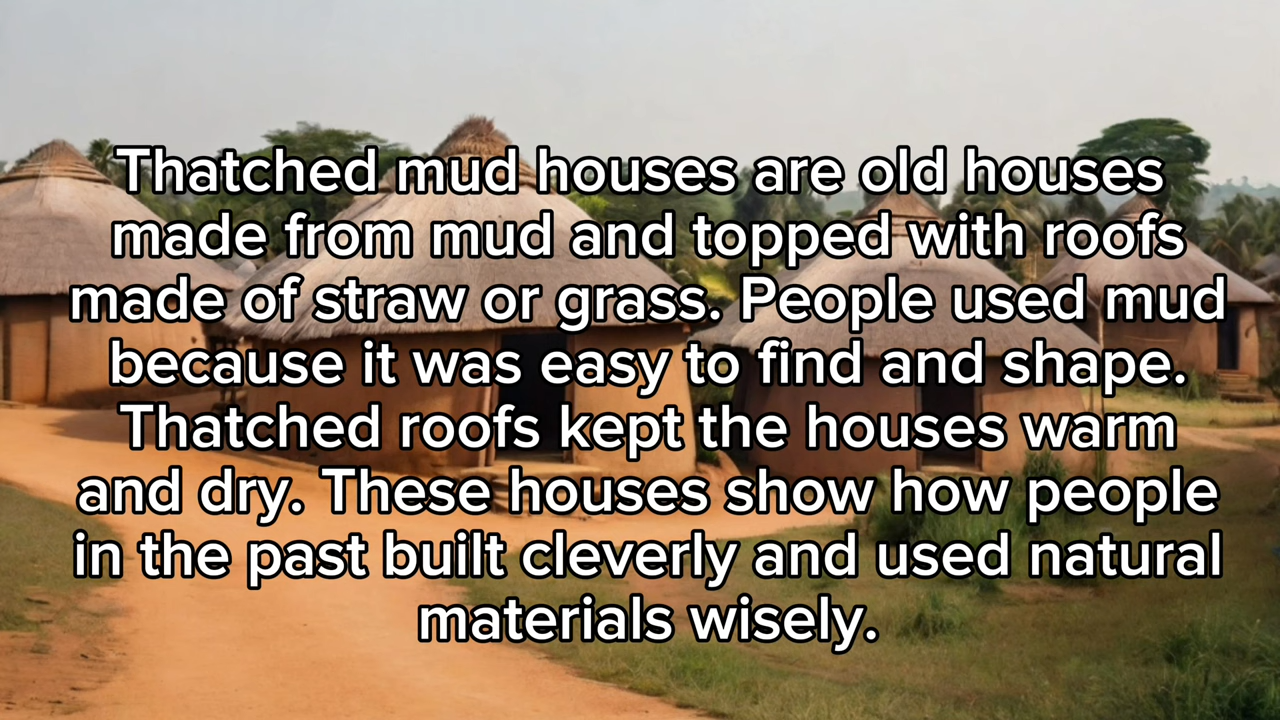 Thatched mud houses are old houses
made from mud and topped with roofs
made of straw or grass. People used mud
because it was easy to find and shape.
Thatched roofs kept the houses warm
and dry. These houses show how people
in the past built cleverly and used natural
materials wisely.